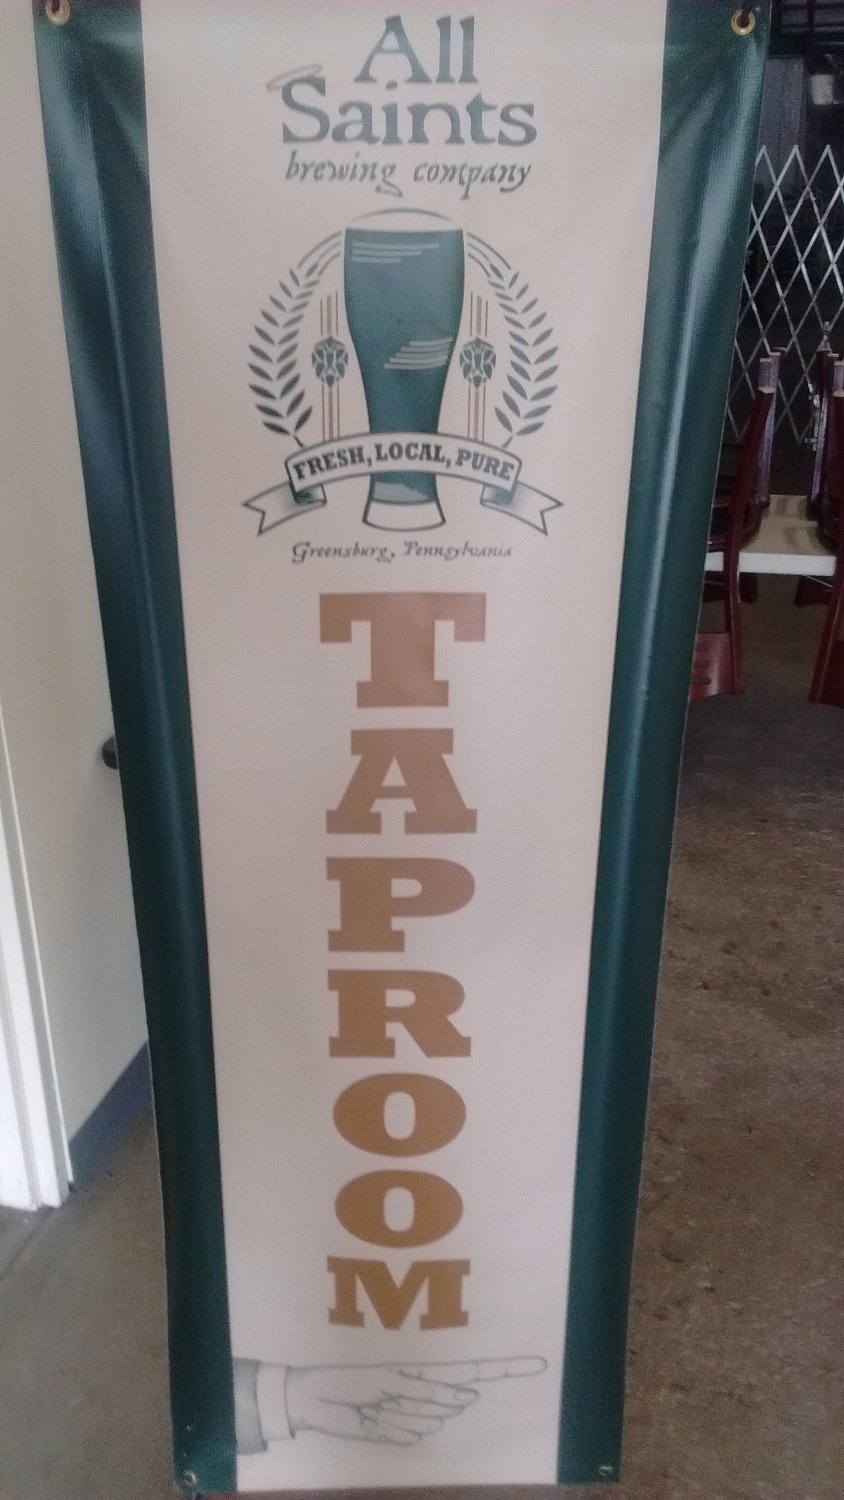 All
Saints
brewing company
FRESH, LOCAL, PURE
Greensburg, Pennsylvania
TAPROOM